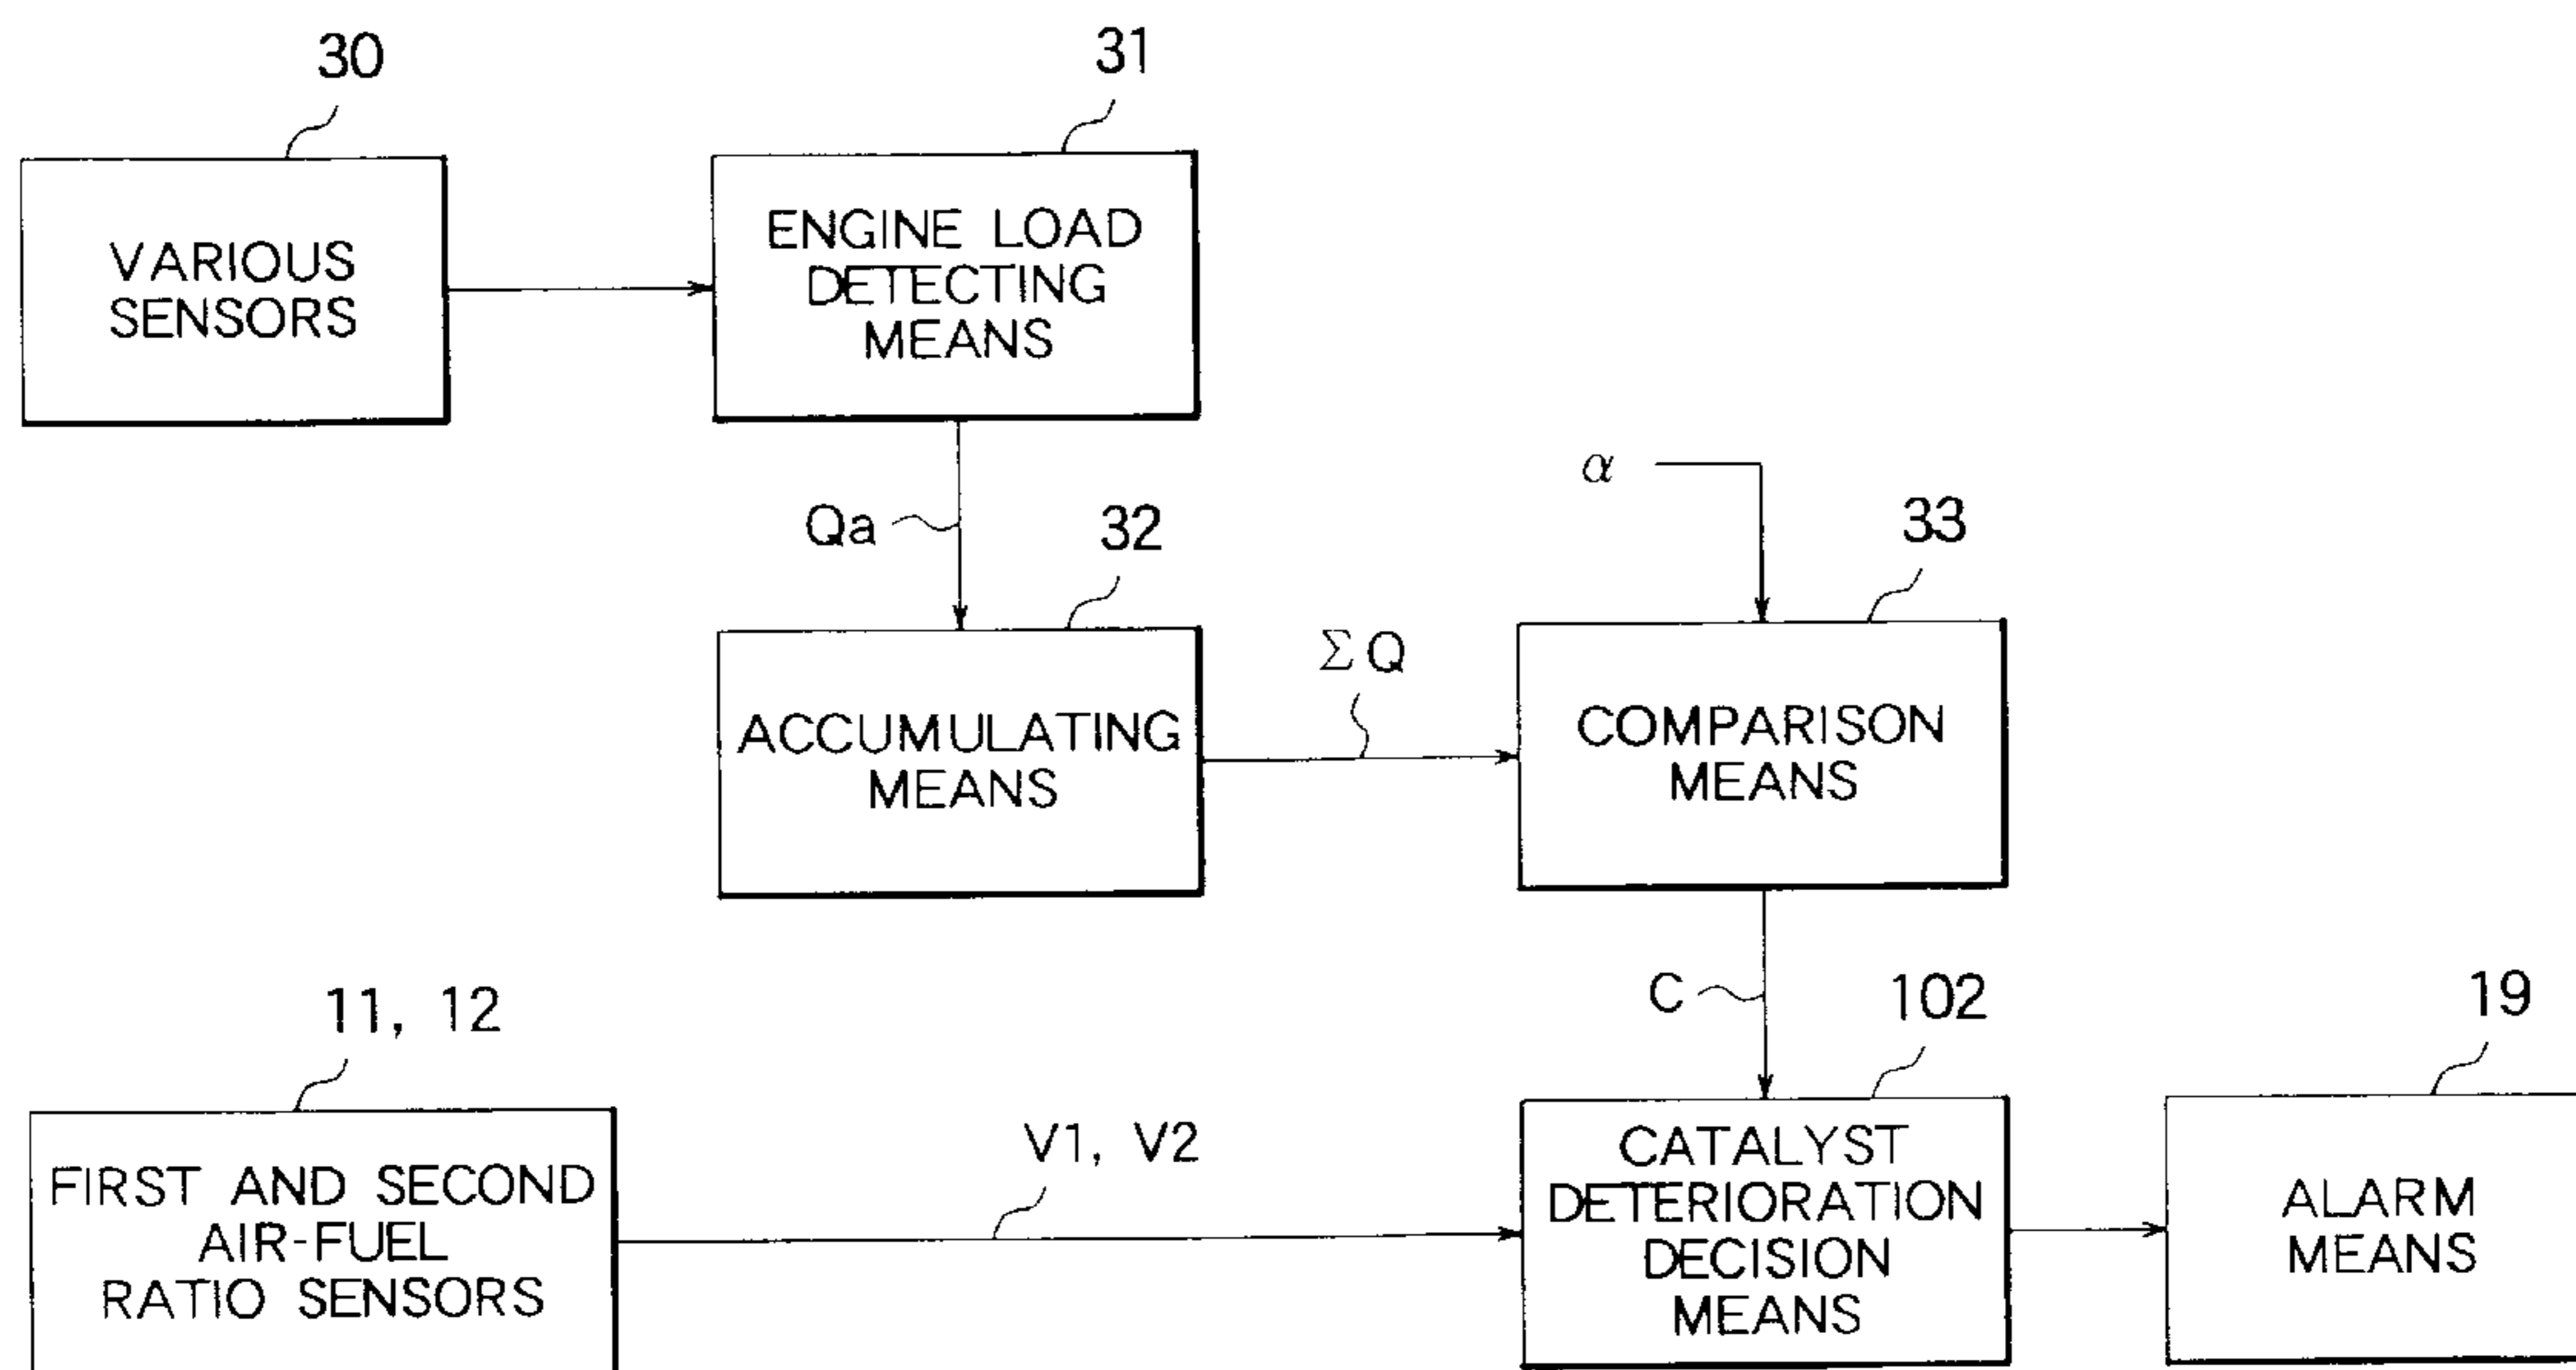 30
31
VARIOUS
SENSORS
ENGINE LOAD
DETECTING
MEANS
α
Qa
32
33
ΣQ
ACCUMULATING
MEANS
COMPARISON
MEANS
C
102
19
11, 12
V1, V2
FIRST AND SECOND
AIR-FUEL
RATIO SENSORS
CATALYST
DETERIORATION
DECISION
MEANS
ALARM
MEANS